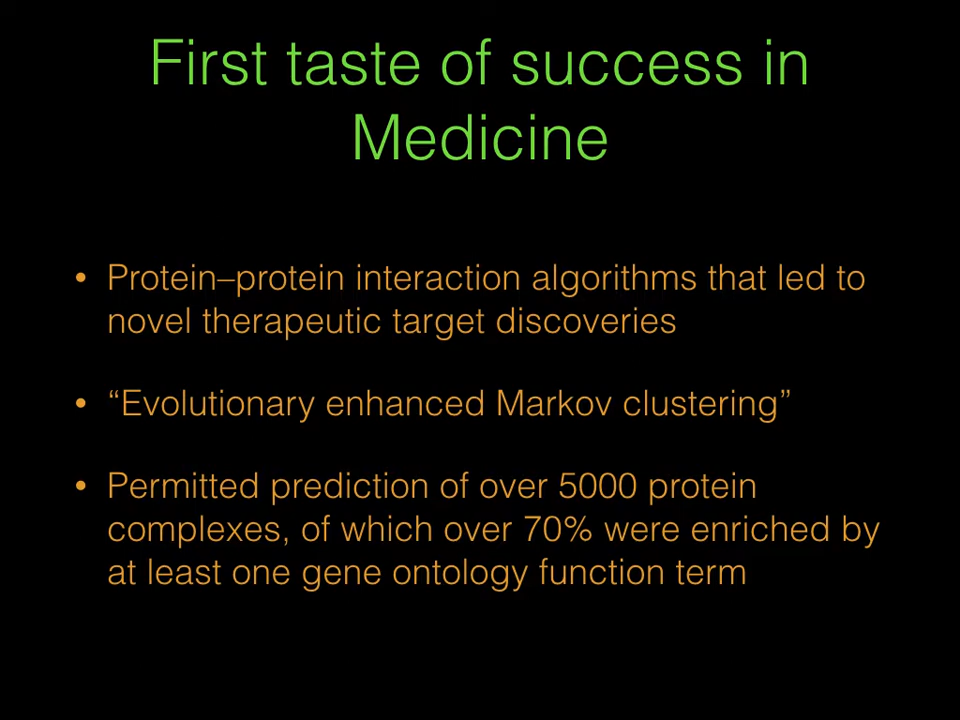 First taste of success in
Medicine
• Protein–protein interaction algorithms that led to
novel therapeutic target discoveries
• “Evolutionary enhanced Markov clustering”
• Permitted prediction of over 5000 protein
complexes, of which over 70% were enriched by
at least one gene ontology function term